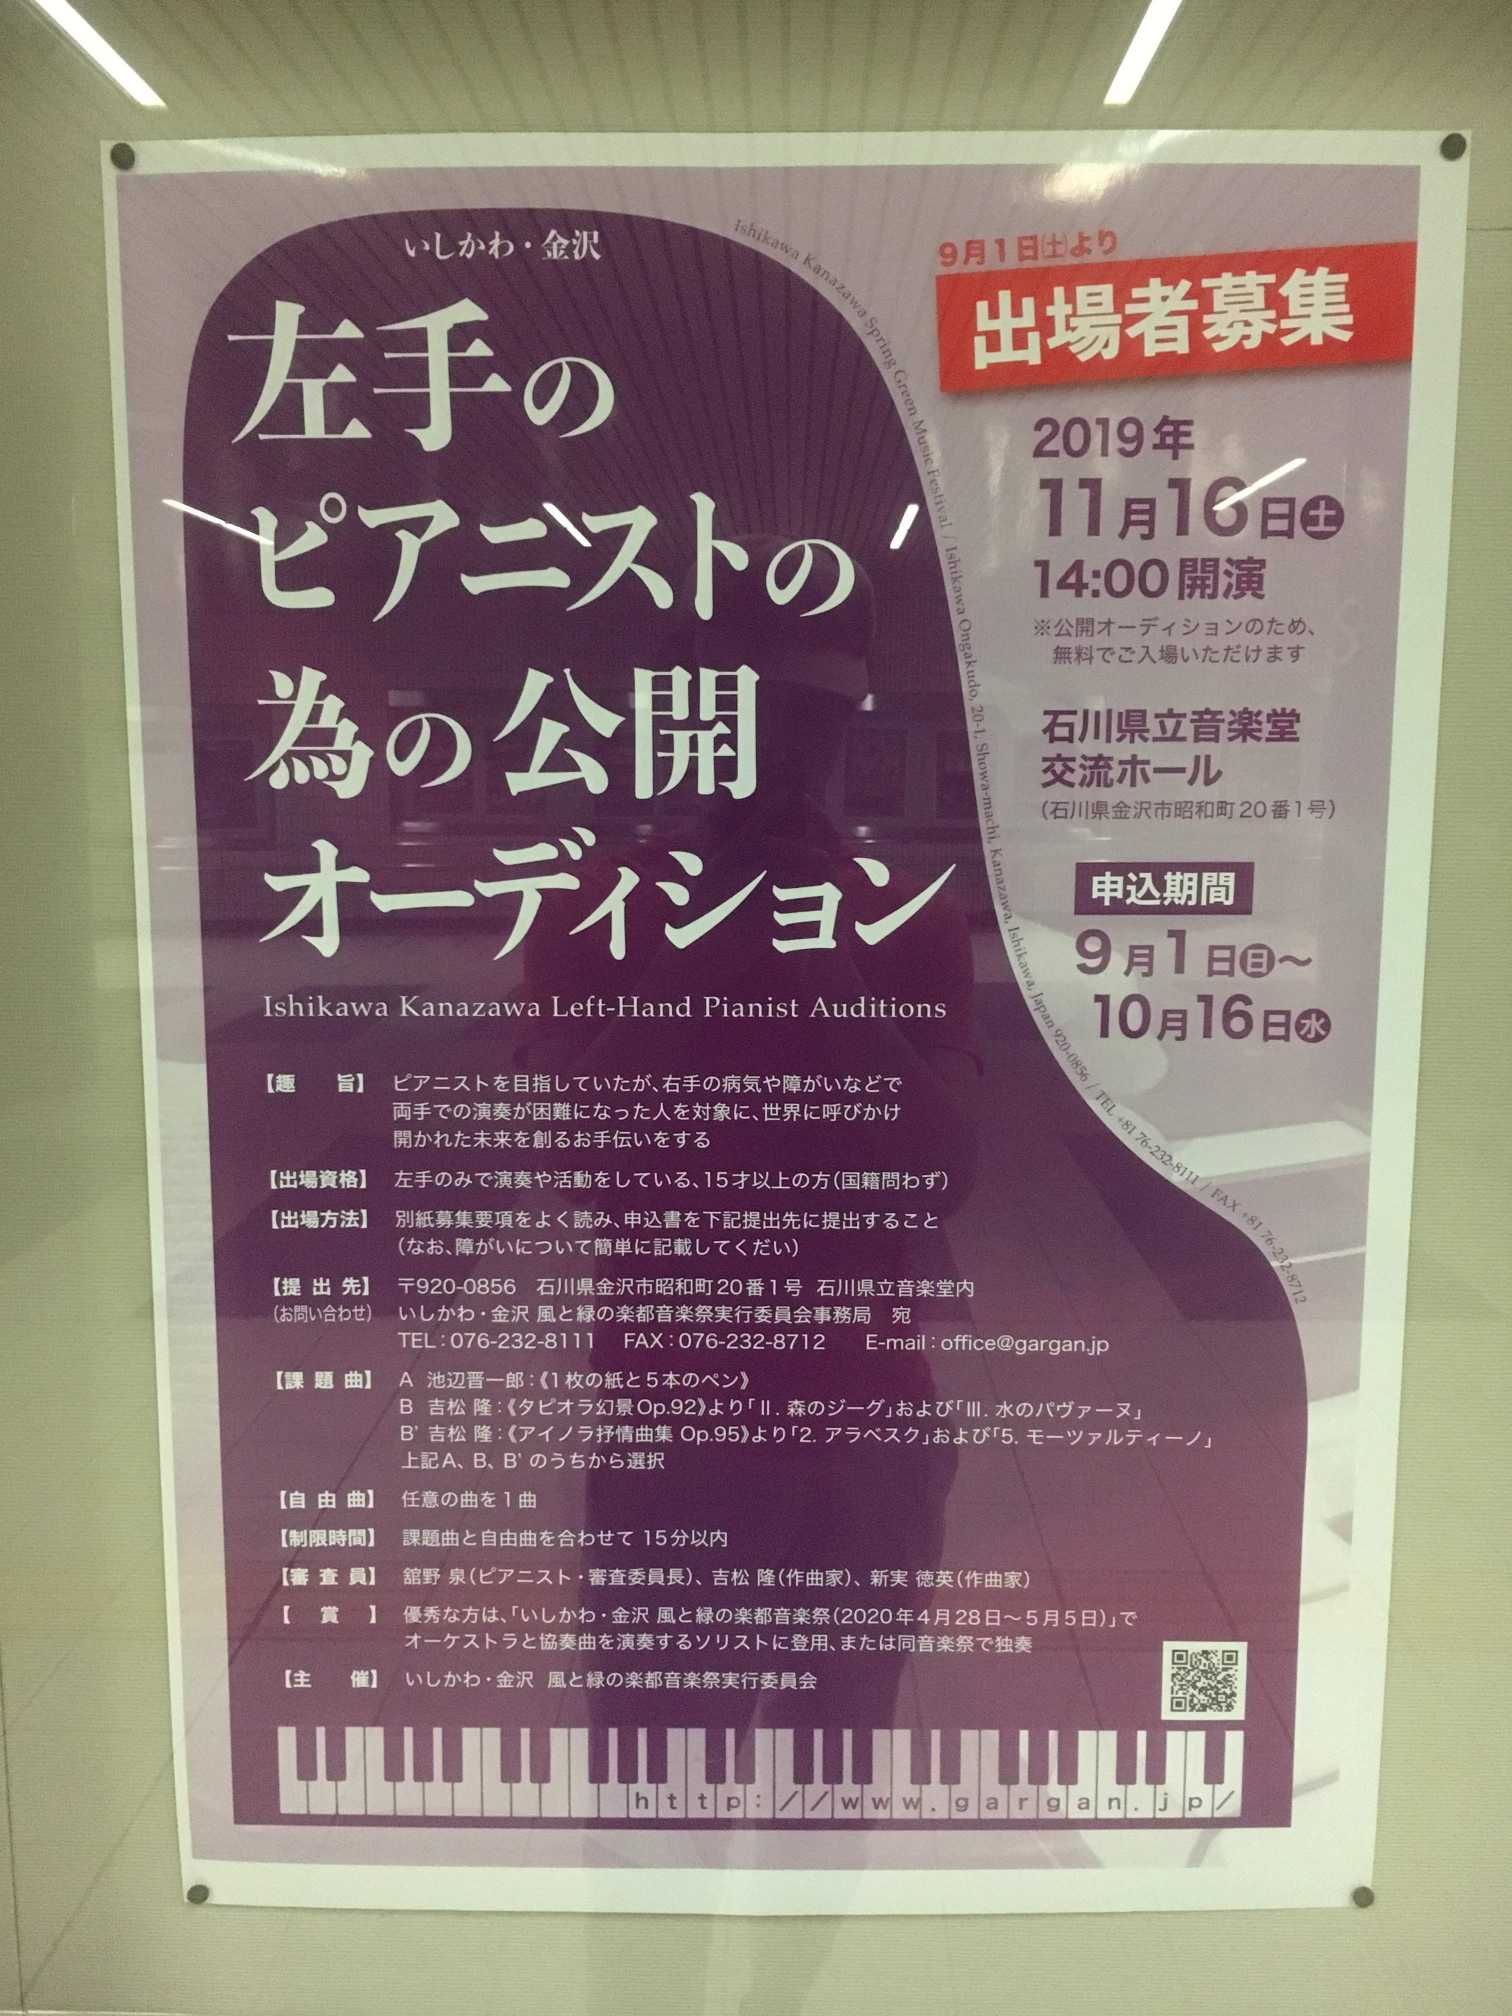 いしかわ・金沢
左手の
ピアニストの
為の公開
オーディション
Ishikawa Kanazawa Left-Hand Pianist Auditions
Ishikawa Kanazawa Spring Green Music Festival / Ishikawa Ongakudo, 20-1, Showa-machi, Kanazawa, Ishikawa, Japan 920-0856 / TEL +81 76-232-8111 / FAX +81 76-232-8712
9月1日㈯より
出場者募集
2019年
11月16日土
14:00開演
※公開オーディションのため、
無料でご入場いただけます
石川県立音楽堂
交流ホール
（石川県金沢市昭和町20番1号）
申込期間
9月1日日〜
10月16日水
【趣 旨】 ピアニストを目指していたが、右手の病気や障がいなどで
両手での演奏が困難になった人を対象に、世界に呼びかけ
開かれた未来を創るお手伝いをする
【出場資格】 左手のみで演奏や活動をしている、15才以上の方（国籍問わず）
【出場方法】 別紙募集要項をよく読み、申込書を下記提出先に提出すること
（なお、障がいについて簡単に記載してくだい）
【提出先】 〒920-0856 石川県金沢市昭和町20番1号 石川県立音楽堂内
（お問い合わせ） いしかわ・金沢 風と緑の楽都音楽祭実行委員会事務局 宛
TEL：076-232-8111 FAX：076-232-8712 E-mail：office@gargan.jp
【課題曲】 A 池辺晋一郎：《1枚の紙と5本のペン》
B 吉松 隆：《タピオラ幻景Op.92》より「Ⅱ. 森のジーグ」および「Ⅲ. 水のパヴァーヌ」
B' 吉松 隆：《アイノラ抒情曲集 Op.95》より「2. アラベスク」および「5. モーツァルティーノ」
上記A、B、B' のうちから選択
【自由曲】 任意の曲を1曲
【制限時間】 課題曲と自由曲を合わせて 15分以内
【審査員】 舘野 泉（ピアニスト・審査委員長）、吉松 隆（作曲家）、新実 徳英（作曲家）
【賞】 優秀な方は、「いしかわ・金沢 風と緑の楽都音楽祭（2020年4月28日〜5月5日）」で
オーケストラと協奏曲を演奏するソリストに登用、または同音楽祭で独奏
【主 催】 いしかわ・金沢 風と緑の楽都音楽祭実行委員会
http://www.gargan.jp/